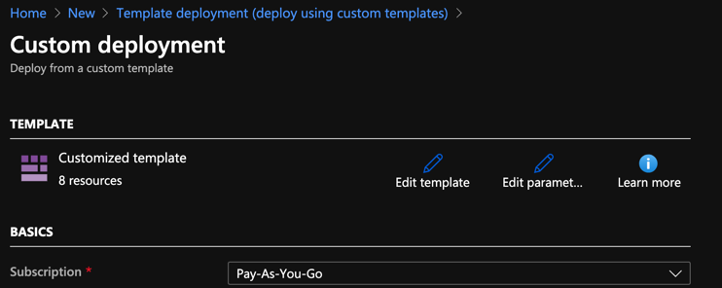 Home > New > Template deployment (deploy using custom templates) >
Custom deployment
Deploy from a custom template
TEMPLATE
Customized template
8 resources
Edit template
Edit paramet...
Learn more
BASICS
Subscription * Pay-As-You-Go